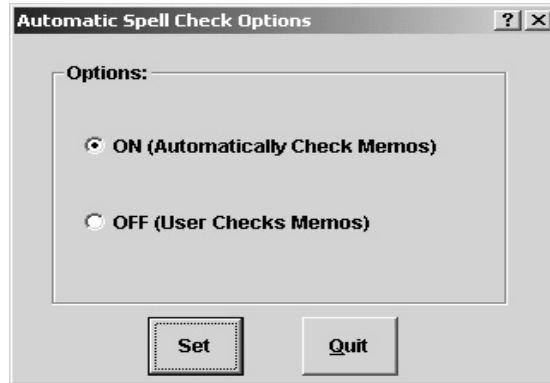 Automatic Spell Check Options
Options:
ON (Automatically Check Memos)
OFF (User Checks Memos)
Set Quit